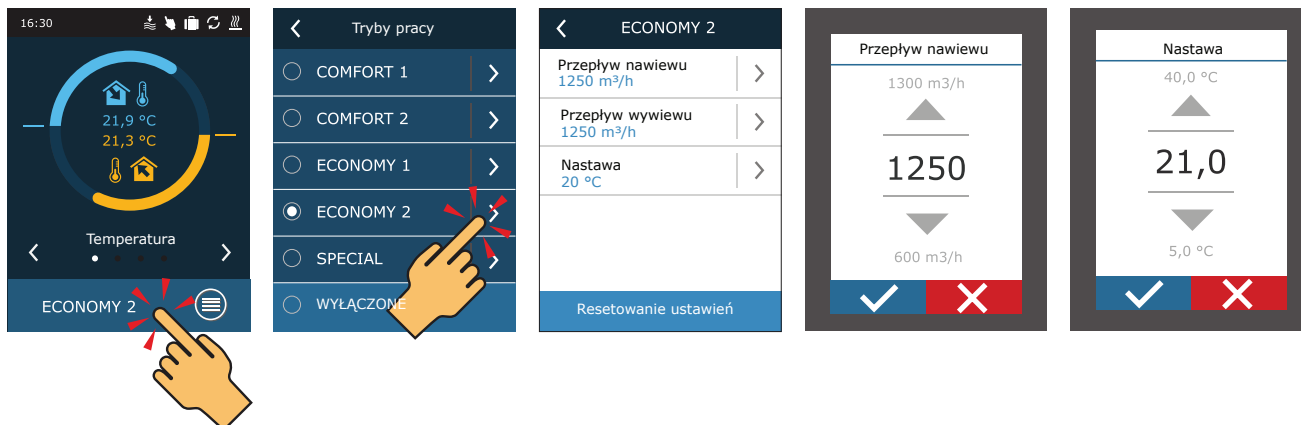 16:30
21,9 °C
21,3 °C
Temperatura
ECONOMY 2
Tryby pracy
COMFORT 1
COMFORT 2
ECONOMY 1
ECONOMY 2
SPECIAL
WYŁĄCZONE
ECONOMY 2
Przepływ nawiewu
1250 m³/h
Przepływ wywiewu
1250 m³/h
Nastawa
20 °C
Resetowanie ustawień
Przepływ nawiewu
1300 m3/h
1250
600 m3/h
Nastawa
40,0 °C
21,0
5,0 °C